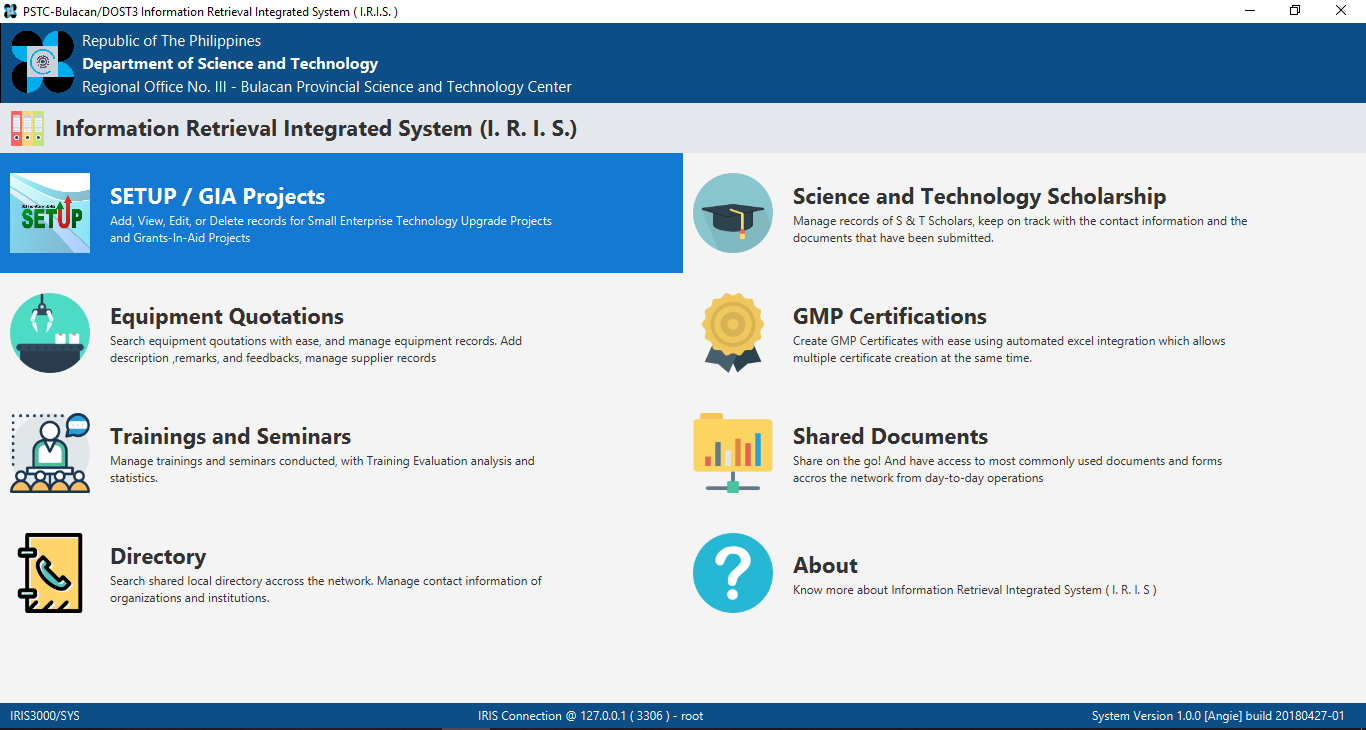 PSTC-Bulacan/DOST3 Information Retrieval Integrated System ( I.R.I.S. )
Republic of The Philippines
Department of Science and Technology
Regional Office No. III - Bulacan Provincial Science and Technology Center
Information Retrieval Integrated System (I. R. I. S.)
SETUP
SETUP / GIA Projects
Add, View, Edit, or Delete records for Small Enterprise Technology Upgrade Projects
and Grants-In-Aid Projects
Science and Technology Scholarship
Manage records of S & T Scholars, keep on track with the contact information and the
documents that have been submitted.
Equipment Quotations
Search equipment qoutations with ease, and manage equipment records. Add
description ,remarks, and feedbacks, manage supplier records
GMP Certifications
Create GMP Certificates with ease using automated excel integration which allows
multiple certificate creation at the same time.
Trainings and Seminars
Manage trainings and seminars conducted, with Training Evaluation analysis and
statistics.
Shared Documents
Share on the go! And have access to most commonly used documents and forms
accros the network from day-to-day operations
Directory
Search shared local directory accross the network. Manage contact information of
organizations and institutions.
About
Know more about Information Retrieval Integrated System ( I. R. I. S )
IRIS3000/SYS
IRIS Connection @ 127.0.0.1 ( 3306 ) - root
System Version 1.0.0 [Angie] build 20180427-01